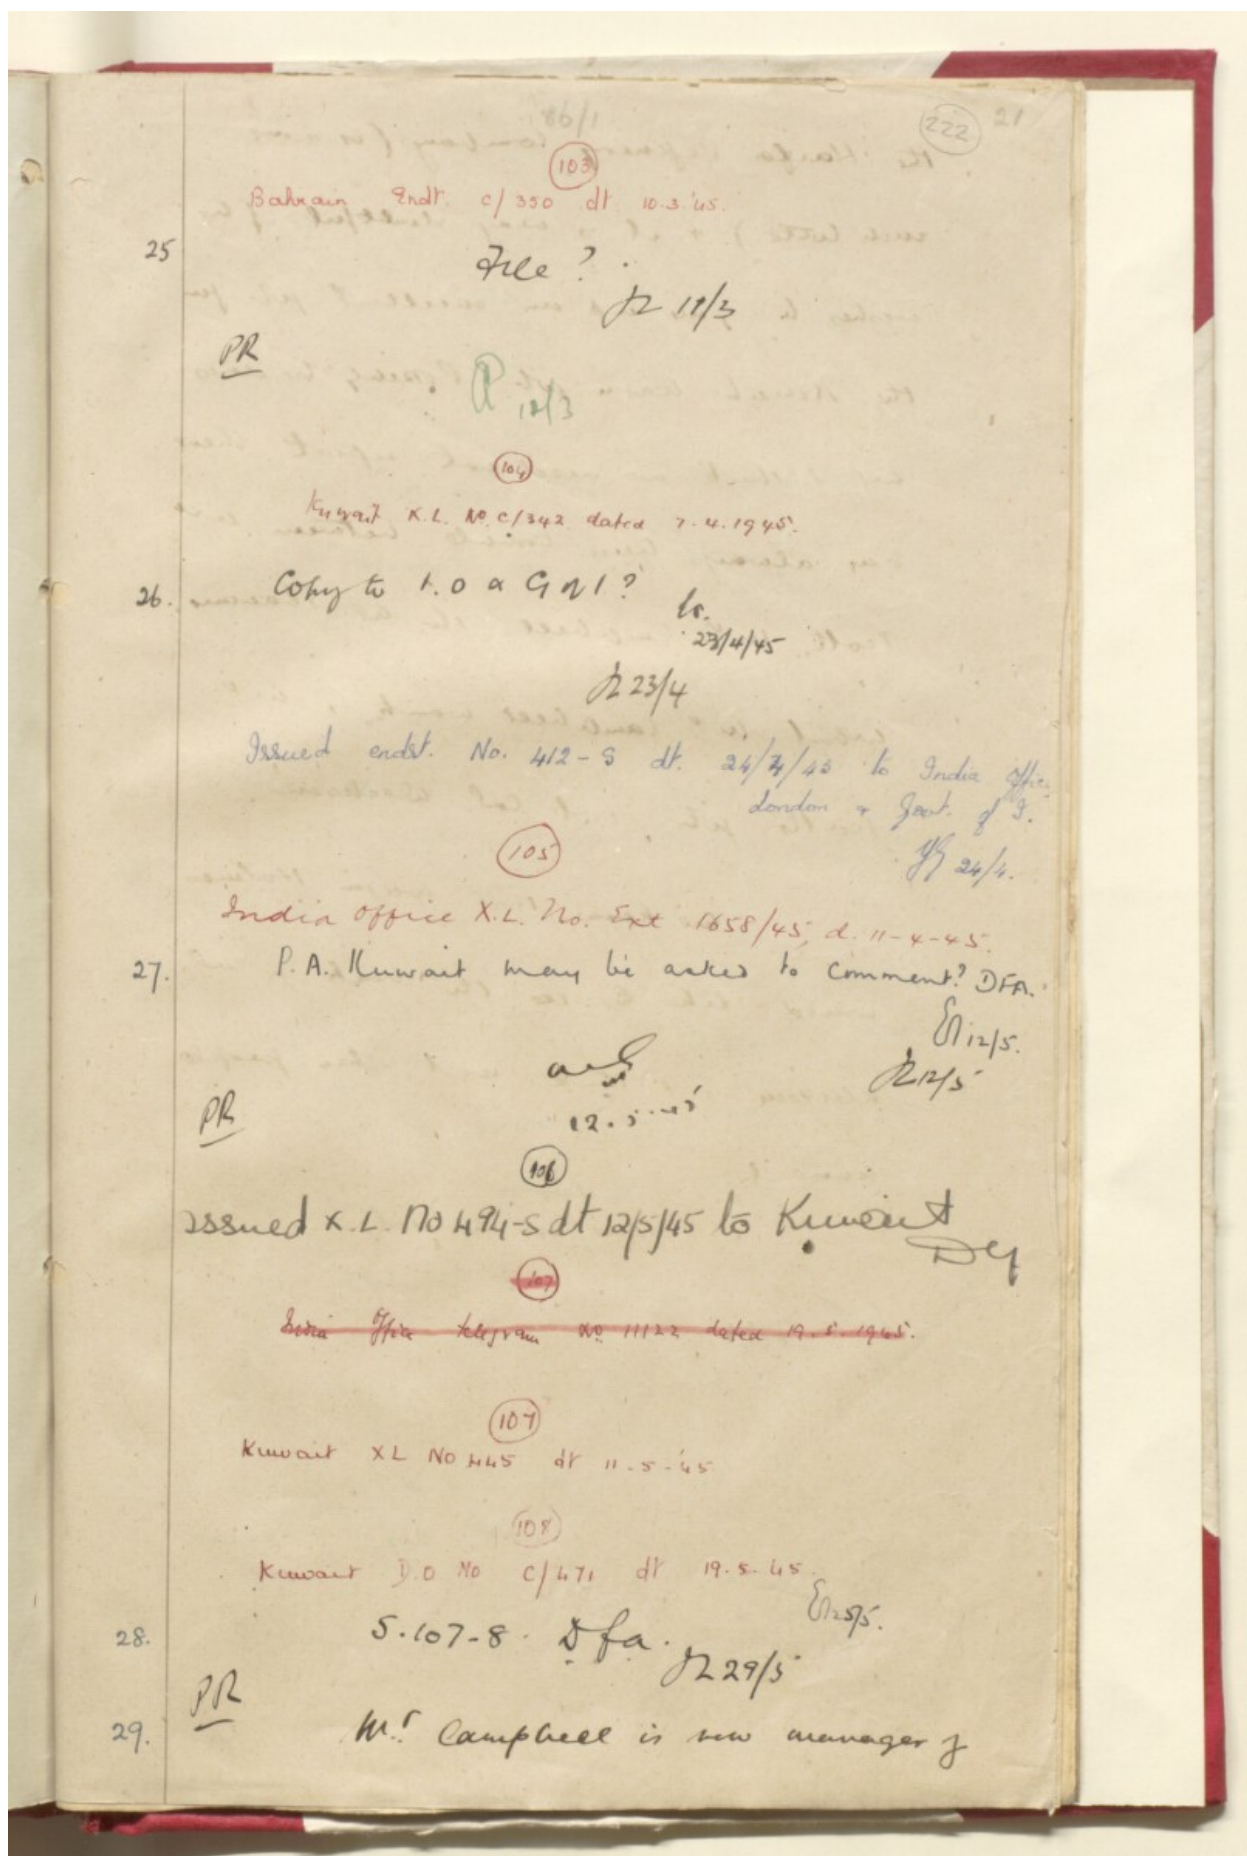 222 21
103
Bahrain Endt. C/350 dt. 10.3.'45.
25
File?
11/3
PR
12/3
104
Kuwait X.L. No. C/342 dated 7.4.1945.
26. Copy to I.O & G of I?
23/4/45
23/4
Issued endst. No. 412-S dt. 24/4/45 to India Office,
London & Govt. of I.
24/4.
105
India Office X.L. No. Ext 1658/45, d. 11-4-45.
27. P.A. Kuwait may be asked to comment? DFA.
12/5.
12/5
12.5.45
PR
106
Issued X.L. No 494-S dt 12/5/45 to Kuwait
107
India Office telegram No 11122 dated 19.5.1945.
107
Kuwait XL No 445 dt 11.5.'45
108
Kuwait D.O No C/471 dt 19.5.45.
25/5.
28. S.107-8. Dfa.
29/5
PR
29. Mr. Campbell is now manager of